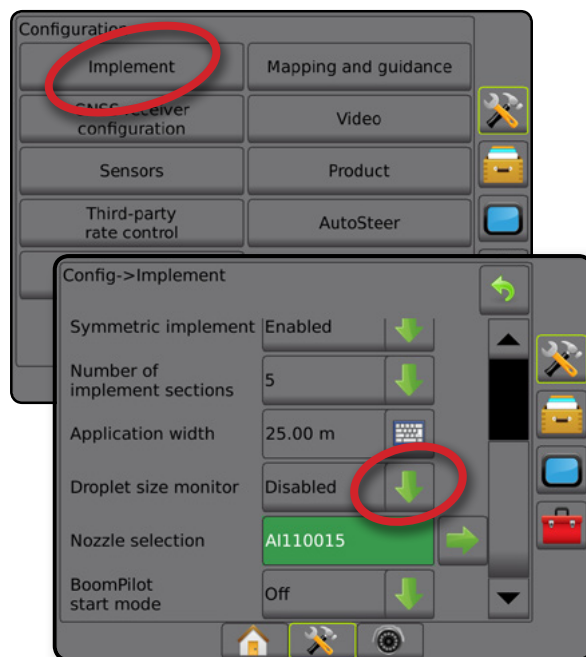 Configuration
Implement
Mapping and guidance
GNSS receiver
configuration
Video
Sensors
Product
Third-party
rate control
AutoSteer
Config->Implement
Symmetric implement
Enabled
Number of
implement sections
5
Application width
25.00 m
Droplet size monitor
Disabled
Nozzle selection
AI110015
BoomPilot
start mode
Off